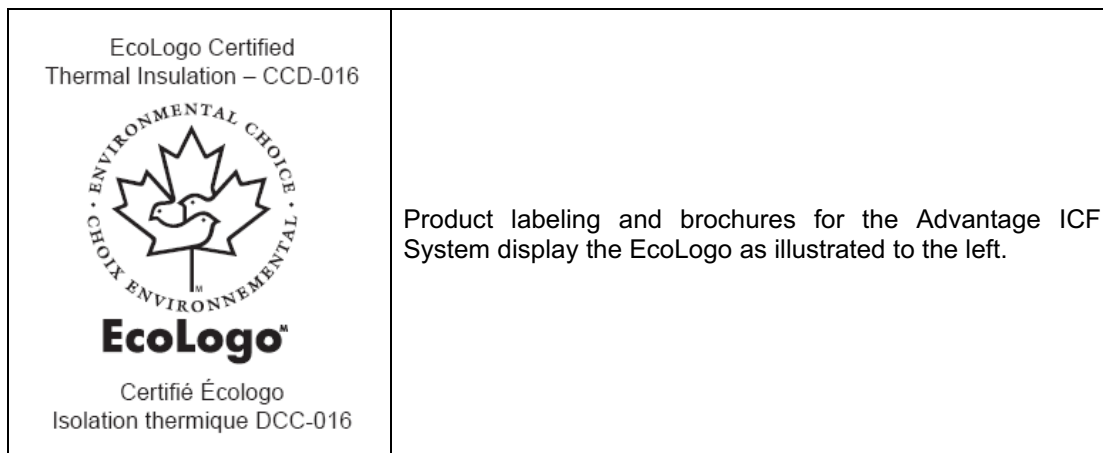 EcoLogo Certified
Thermal Insulation – CCD-016
· ENVIRONMENTAL CHOICE ·
CHOIX ENVIRONNEMENTAL
M
EcoLogo M
Certifié Écologo
Isolation thermique DCC-016
Product labeling and brochures for the Advantage ICF
System display the EcoLogo as illustrated to the left.